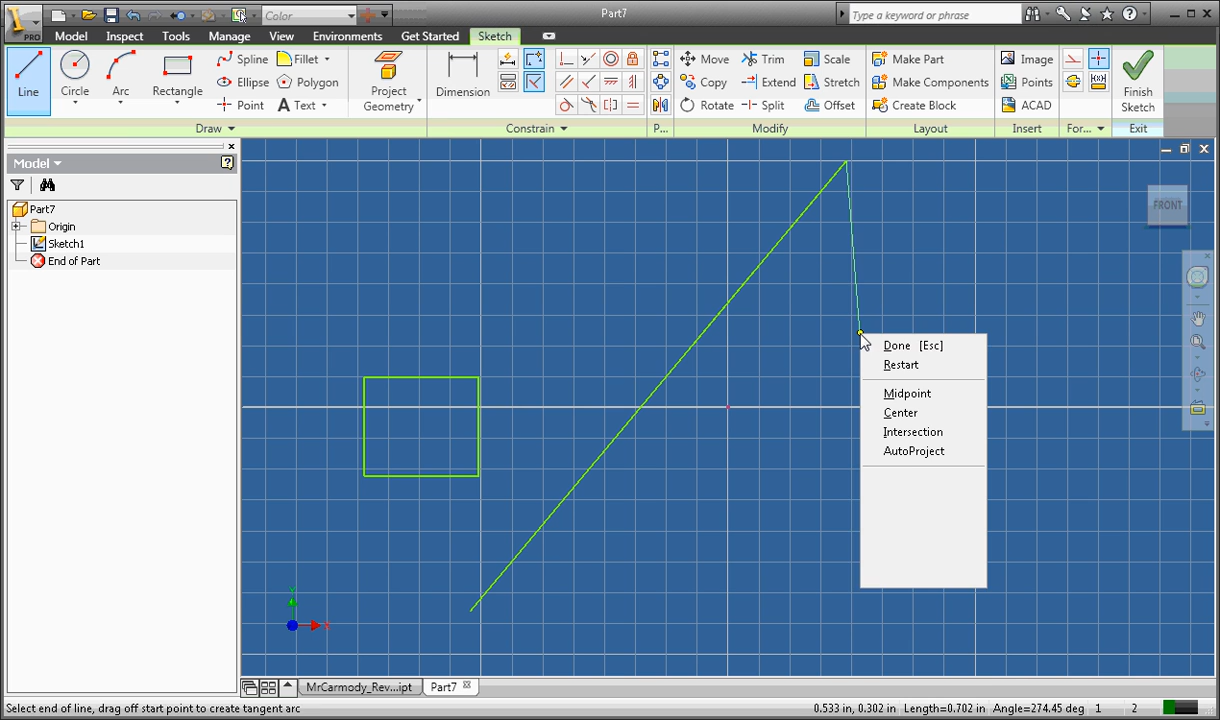 Color
Part7
Type a keyword or phrase
PRO
Model Inspect Tools Manage View Environments Get Started Sketch
Line
Circle
Arc
Rectangle
Spline
Fillet
Ellipse
Polygon
Point
Text
Project
Geometry
Dimension
Move
Trim
Scale
Copy
Extend
Stretch
Rotate
Split
Offset
Make Part
Make Components
Create Block
Image
Points
ACAD
Finish
Sketch
Draw Constrain P... Modify Layout Insert For... Exit
Model
Part7
Origin
Sketch1
End of Part
FRONT
Done [Esc]
Restart
Midpoint
Center
Intersection
AutoProject
MrCarmody_Rev...ipt Part7
Select end of line, drag off start point to create tangent arc 0.533 in, 0.302 in Length=0.702 in Angle=274.45 deg 1 2